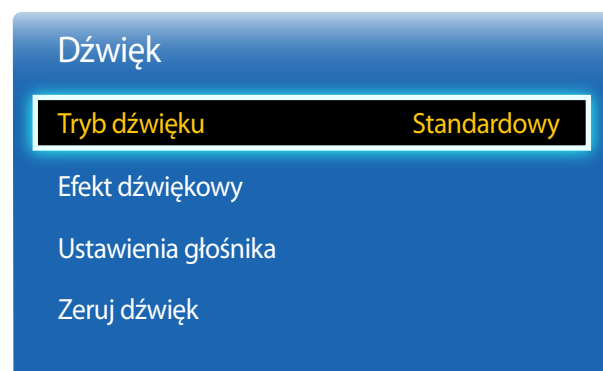 Dźwięk
Tryb dźwięku Standardowy
Efekt dźwiękowy
Ustawienia głośnika
Zeruj dźwięk